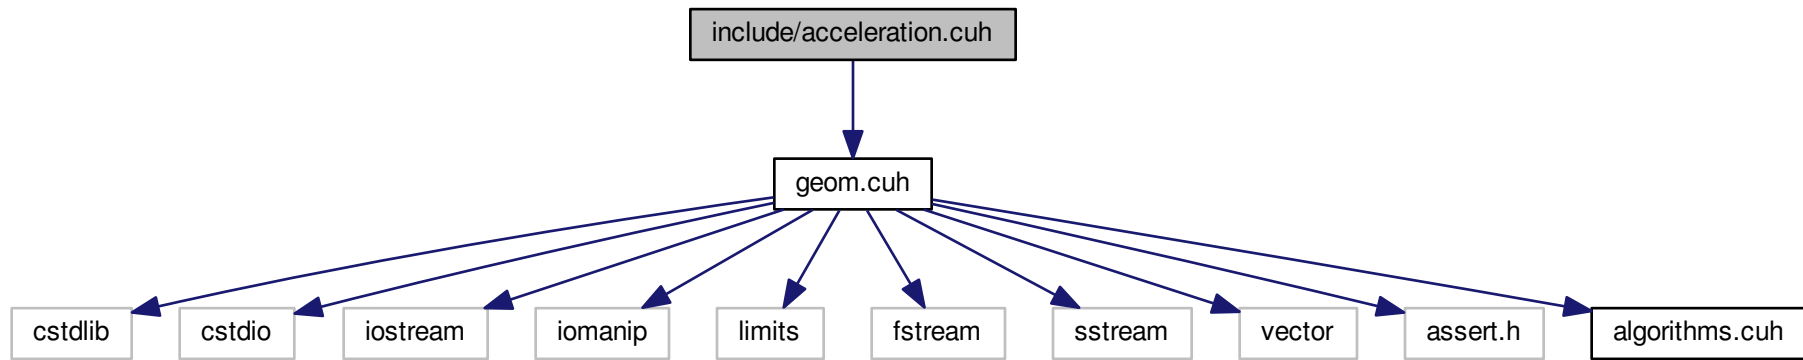 include/acceleration.cuh
geom.cuh
cstdlib
cstdio
iostream
iomanip
limits
fstream
sstream
vector
assert.h
algorithms.cuh